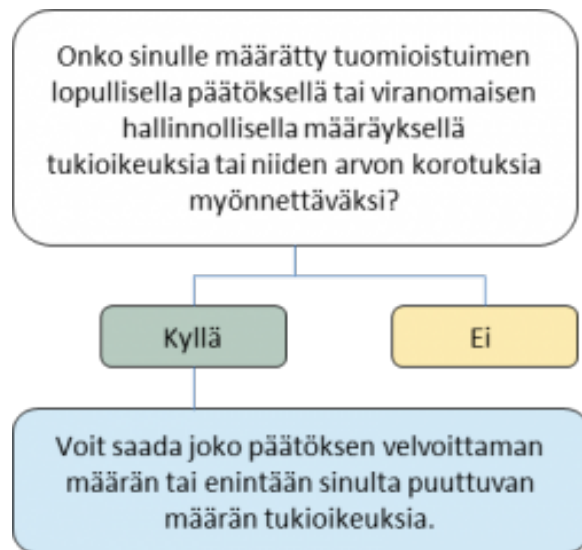 Onko sinulle määrätty tuomioistuimen
lopullisella päätöksellä tai viranomaisen
hallinnollisella määräyksellä
tukioikeuksia tai niiden arvon korotuksia
myönnettäväksi?
Kyllä
Ei
Voit saada joko päätöksen velvoittaman
määrän tai enintään sinulta puuttuvan
määrän tukioikeuksia.